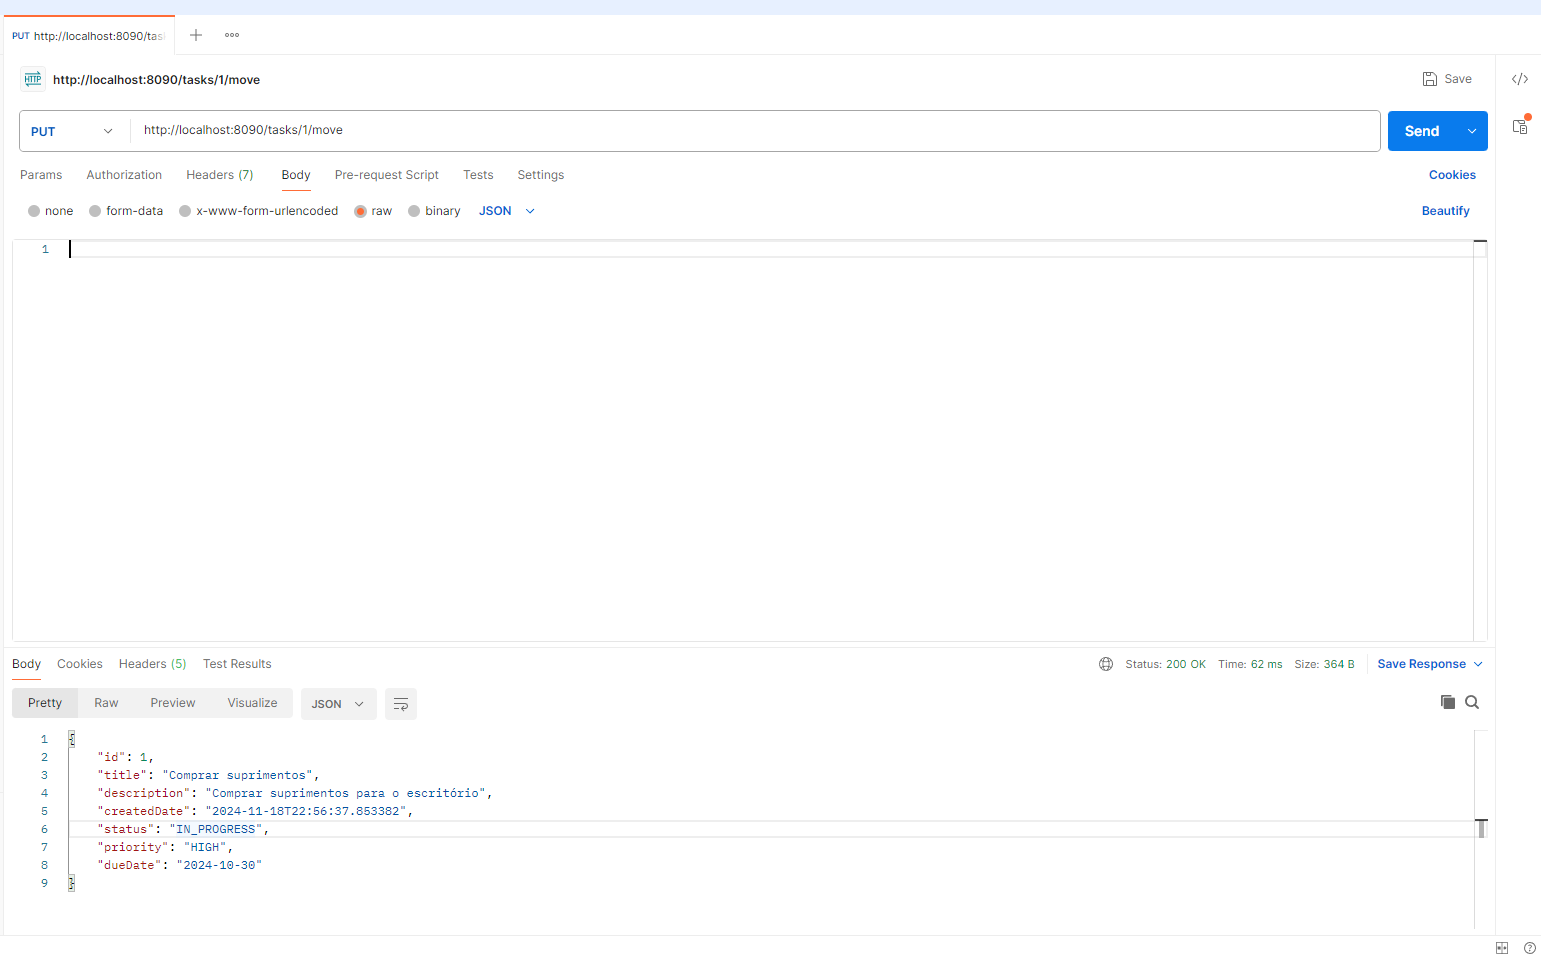 PUT http://localhost:8090/tas
HTTP http://localhost:8090/tasks/1/move
Save
PUT http://localhost:8090/tasks/1/move
Send
Params Authorization Headers (7) Body Pre-request Script Tests Settings Cookies
none form-data x-www-form-urlencoded raw binary JSON Beautify
1
Body Cookies Headers (5) Test Results Status: 200 OK Time: 62 ms Size: 364 B Save Response
Pretty Raw Preview Visualize JSON
1 {
2 "id": 1,
3 "title": "Comprar suprimentos",
4 "description": "Comprar suprimentos para o escritório",
5 "createdDate": "2024-11-18T22:56:37.853382",
6 "status": "IN_PROGRESS",
7 "priority": "HIGH",
8 "dueDate": "2024-10-30"
9 }